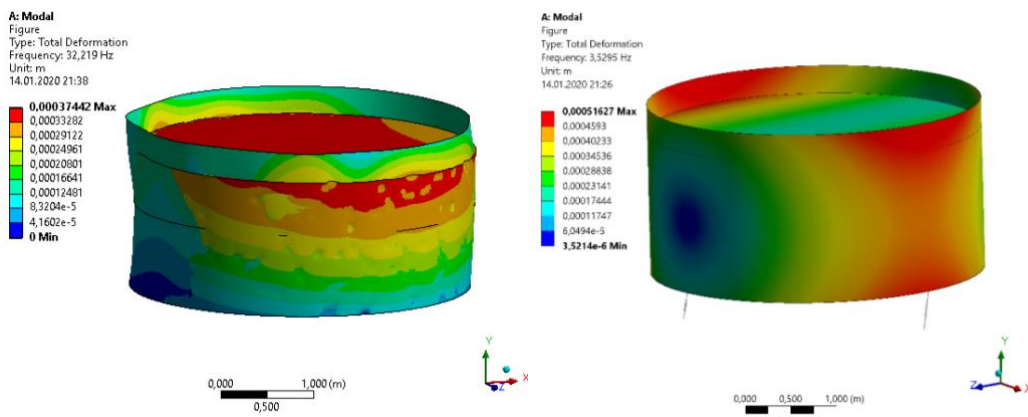 A: Modal
Figure
Type: Total Deformation
Frequency: 32,219 Hz
Unit: m
14.01.2020 21:38
0,00037442 Max
0,00033282
0,00029122
0,00024961
0,00020801
0,00016641
0,00012481
8,3204e-5
4,1602e-5
0 Min
0,000 1,000 (m)
0,500
Y
X
Z
A: Modal
Figure
Type: Total Deformation
Frequency: 3,5295 Hz
Unit: m
14.01.2020 21:26
0,00051627 Max
0,0004593
0,00040233
0,00034536
0,00028838
0,00023141
0,00017444
0,00011747
6,0494e-5
3,5214e-6 Min
0,000 0,500 1,000 (m)
Y
Z X